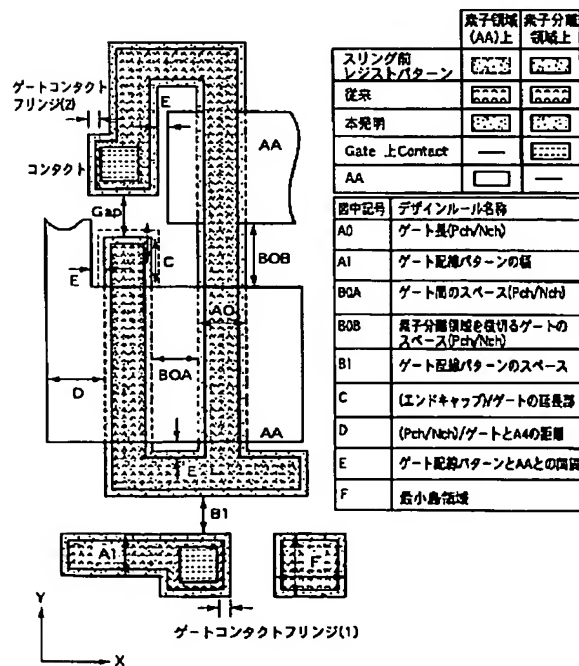 素子領域 素子分離
(AA)上 領域上
スリング前
レジストパターン
従来
本発明
Gate 上Contact
AA
図中記号 デザインルール名称
A0 ゲート長(Pch/Nch)
A1 ゲート配線パターンの幅
BOA ゲート間のスペース(Pch/Nch)
BOB 素子分離領域を横切るゲートの
スペース(Pch/Nch)
B1 ゲート配線パターンのスペース
C (エンドキャップ)/ゲートの延長部
D (Pch/Nch)/ゲートとAAの距離
E ゲート配線パターンとAAとの間隔
F 最小島領域
ゲートコンタクト
フリンジ(2)
コンタクト
E
AA
Gap
C
BOB
E
A0
BOA
D
AA
E
B1
A1
F
ゲートコンタクトフリンジ(1)
Y
X